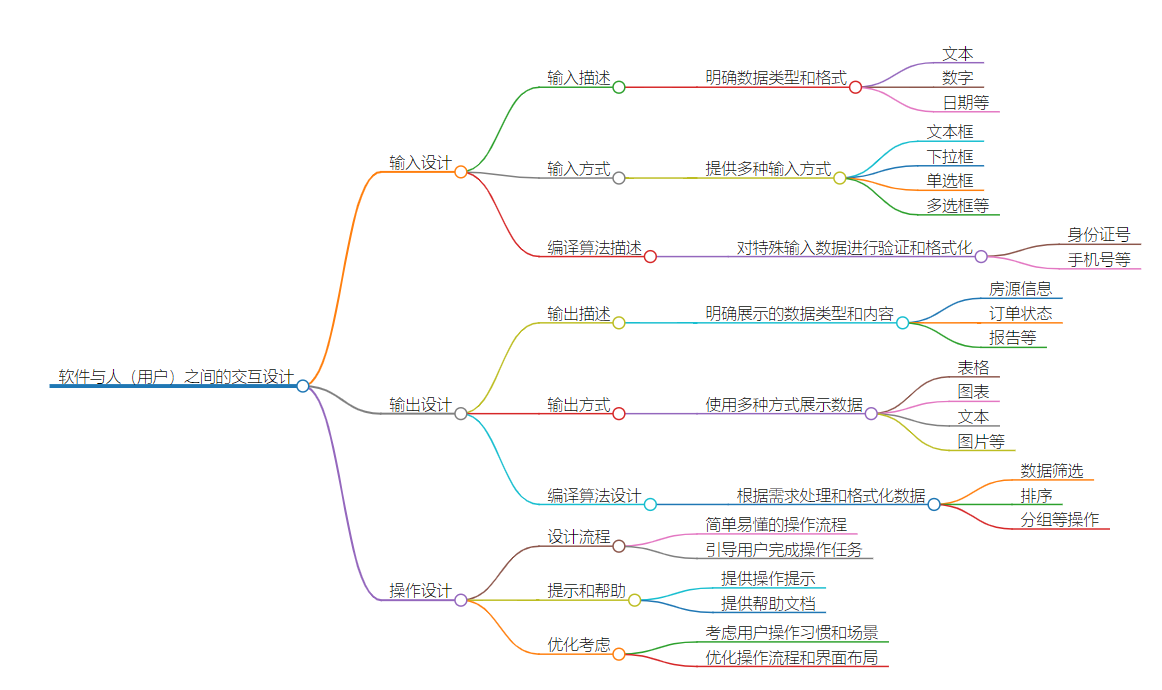 软件与人（用户）之间的交互设计
输入设计
输入描述
明确数据类型和格式
文本
数字
日期等
输入方式
提供多种输入方式
文本框
下拉框
单选框
多选框等
编译算法描述
对特殊输入数据进行验证和格式化
身份证号
手机号等
输出设计
输出描述
明确展示的数据类型和内容
房源信息
订单状态
报告等
输出方式
使用多种方式展示数据
表格
图表
文本
图片等
编译算法设计
根据需求处理和格式化数据
数据筛选
排序
分组等操作
操作设计
设计流程
简单易懂的操作流程
引导用户完成操作任务
提示和帮助
提供操作提示
提供帮助文档
优化考虑
考虑用户操作习惯和场景
优化操作流程和界面布局